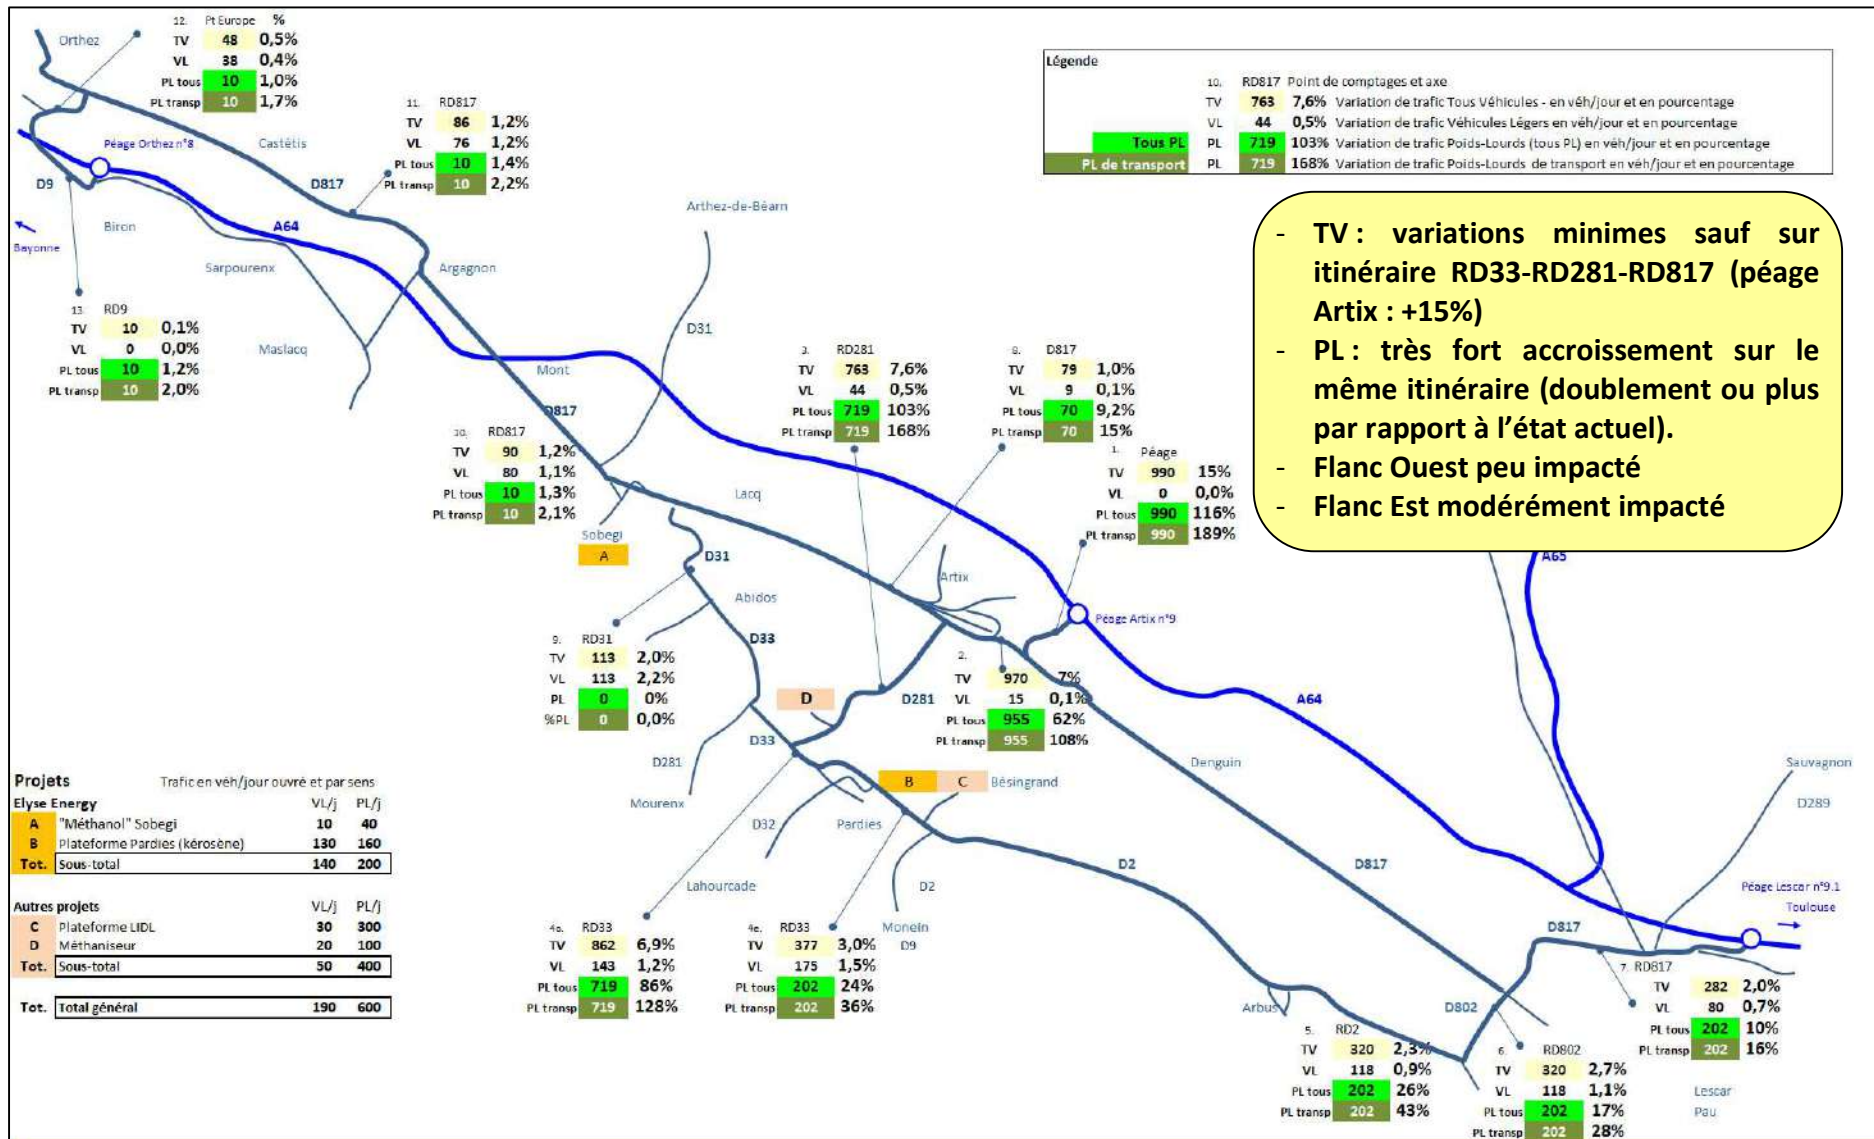 12. Pt Europe %
TV 48 0,5%
VL 38 0,4%
PL tous 10 1,0%
PL transp 10 1,7%
Orthez
11. RD817
TV 86 1,2%
VL 76 1,2%
PL tous 10 1,4%
PL transp 10 2,2%
Légende
10. RD817 Point de comptages et axe
TV 763 7,6% Variation de trafic Tous Véhicules - en véh/jour et en pourcentage
VL 44 0,5% Variation de trafic Véhicules Légers en véh/jour et en pourcentage
Tous PL PL 719 103% Variation de trafic Poids-Lourds (tous PL) en véh/jour et en pourcentage
PL de transport PL 719 168% Variation de trafic Poids-Lourds de transport en véh/jour et en pourcentage
Péage Orthez n°8
Castétis
D9
D817
Biron
A64
Bayonne
Sarpourenx
Argagnon
Arthez-de-Béarn
- TV : variations minimes sauf sur
itinéraire RD33-RD281-RD817 (péage
Artix : +15%)
- PL : très fort accroissement sur le
même itinéraire (doublement ou plus
par rapport à l'état actuel).
- Flanc Ouest peu impacté
- Flanc Est modérément impacté
13. RD9
TV 10 0,1%
VL 0 0,0%
PL tous 10 1,2%
PL transp 10 2,0%
Maslacq
D31
Mont
D817
3. RD281
TV 763 7,6%
VL 44 0,5%
PL tous 719 103%
PL transp 719 168%
8. D817
TV 79 1,0%
VL 9 0,1%
PL tous 70 9,2%
PL transp 70 15%
10. RD817
TV 90 1,2%
VL 80 1,1%
PL tous 10 1,3%
PL transp 10 2,1%
1. Péage
TV 990 15%
VL 0 0,0%
PL tous 990 116%
PL transp 990 189%
Lacq
Sobegi
A
D31
A65
Artix
Abidos
Péage Artix n°9
D33
9. RD31
TV 113 2,0%
VL 113 2,2%
PL 0 0%
%PL 0 0,0%
2.
TV 970 7%
VL 15 0,1%
PL tous 955 62%
PL transp 955 108%
D
D281
A64
D33
D281
Denguin
Sauvagnon
D289
Mourenx
B C Bésingrand
D32
Pardies
D2
D817
Lahourcade
D2
Monein
D9
Péage Lescar n°9.1
Toulouse
D817
Projets Trafic en véh/jour ouvré et par sens
Elyse Energy VL/j PL/j
A "Méthanol" Sobegi 10 40
B Plateforme Pardies (kérosène) 130 160
Tot. Sous-total 140 200
Autres projets VL/j PL/j
C Plateforme LIDL 30 300
D Méthaniseur 20 100
Tot. Sous-total 50 400
Tot. Total général 190 600
4a. RD33
TV 862 6,9%
VL 143 1,2%
PL tous 719 86%
PL transp 719 128%
4a. RD33
TV 377 3,0%
VL 175 1,5%
PL tous 202 24%
PL transp 202 36%
Arbus
D802
7. RD817
TV 282 2,0%
VL 80 0,7%
PL tous 202 10%
PL transp 202 16%
5. RD2
TV 320 2,3%
VL 118 0,9%
PL tous 202 26%
PL transp 202 43%
6. RD802
TV 320 2,7%
VL 118 1,1%
PL tous 202 17%
PL transp 202 28%
Lescar
Pau